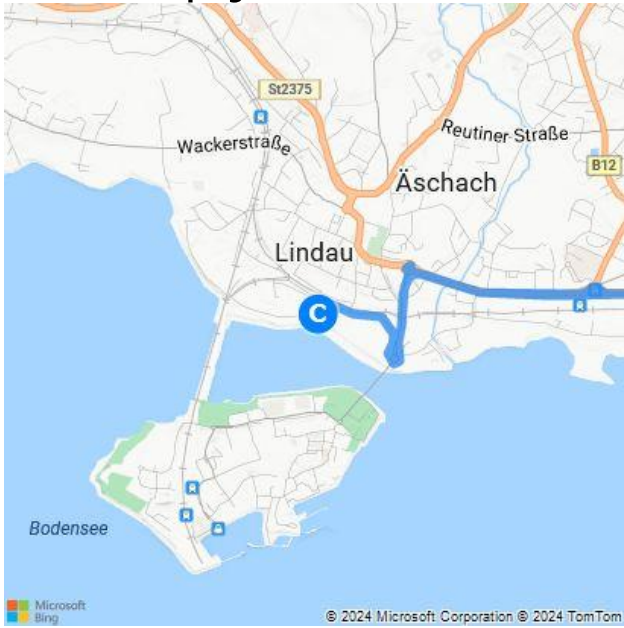 St2375
Wackerstraße
Reutiner Straße
B12
Äschach
Lindau
C
Bodensee
Microsoft
Bing
© 2024 Microsoft Corporation © 2024 TomTom